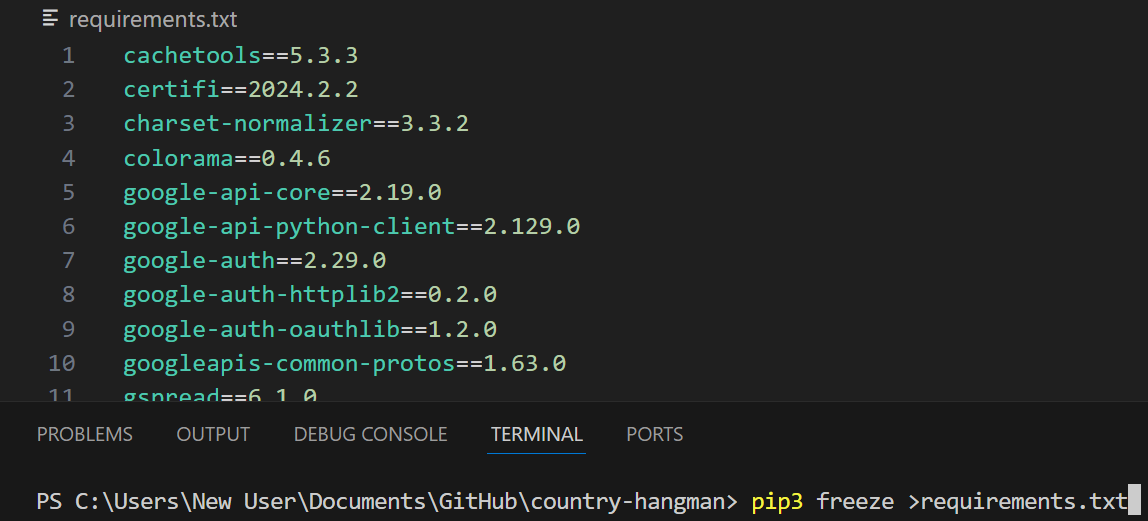 requirements.txt
1 cachetools==5.3.3
2 certifi==2024.2.2
3 charset-normalizer==3.3.2
4 colorama==0.4.6
5 google-api-core==2.19.0
6 google-api-python-client==2.129.0
7 google-auth==2.29.0
8 google-auth-httplib2==0.2.0
9 google-auth-oauthlib==1.2.0
10 googleapis-common-protos==1.63.0
11 gspread==6.1.0
PROBLEMS OUTPUT DEBUG CONSOLE TERMINAL PORTS
PS C:\Users\New User\Documents\GitHub\country-hangman> pip3 freeze >requirements.txt